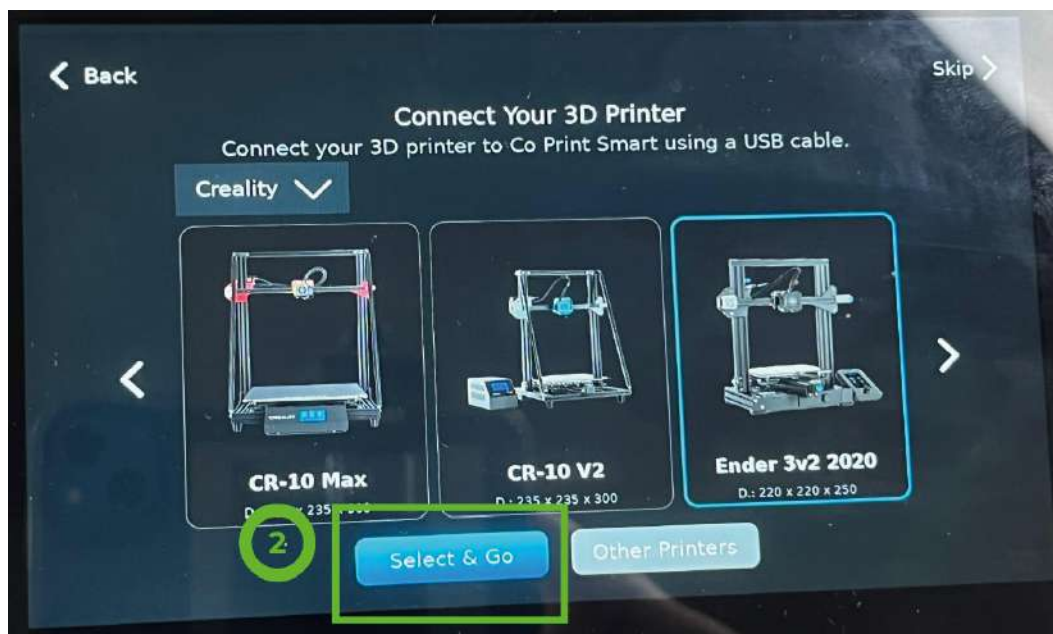 Back
Skip
Connect Your 3D Printer
Connect your 3D printer to Co Print Smart using a USB cable.
Creality
CR-10 Max
CR-10 V2
Ender 3v2 2020
235
D.: 235 x 235 x 300
D.: 220 x 220 x 250
2
Select & Go
Other Printers